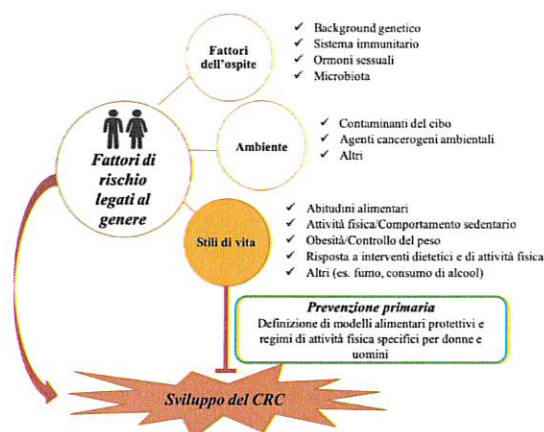 Fattori
dell'ospite
✓ Background genetico
✓ Sistema immunitario
✓ Ormoni sessuali
✓ Microbiota
Fattori di
rischio
legati al
genere
Ambiente
✓ Contaminanti del cibo
✓ Agenti cancerogeni ambientali
✓ Altri
Stili di vita
✓ Abitudini alimentari
✓ Attività fisica/Comportamento sedentario
✓ Obesità/Controllo del peso
✓ Risposta a interventi dietetici e di attività fisica
✓ Altri (es. fumo, consumo di alcool)
Prevenzione primaria
Definizione di modelli alimentari protettivi e
regimi di attività fisica specifici per donne e
uomini
Sviluppo del CRC